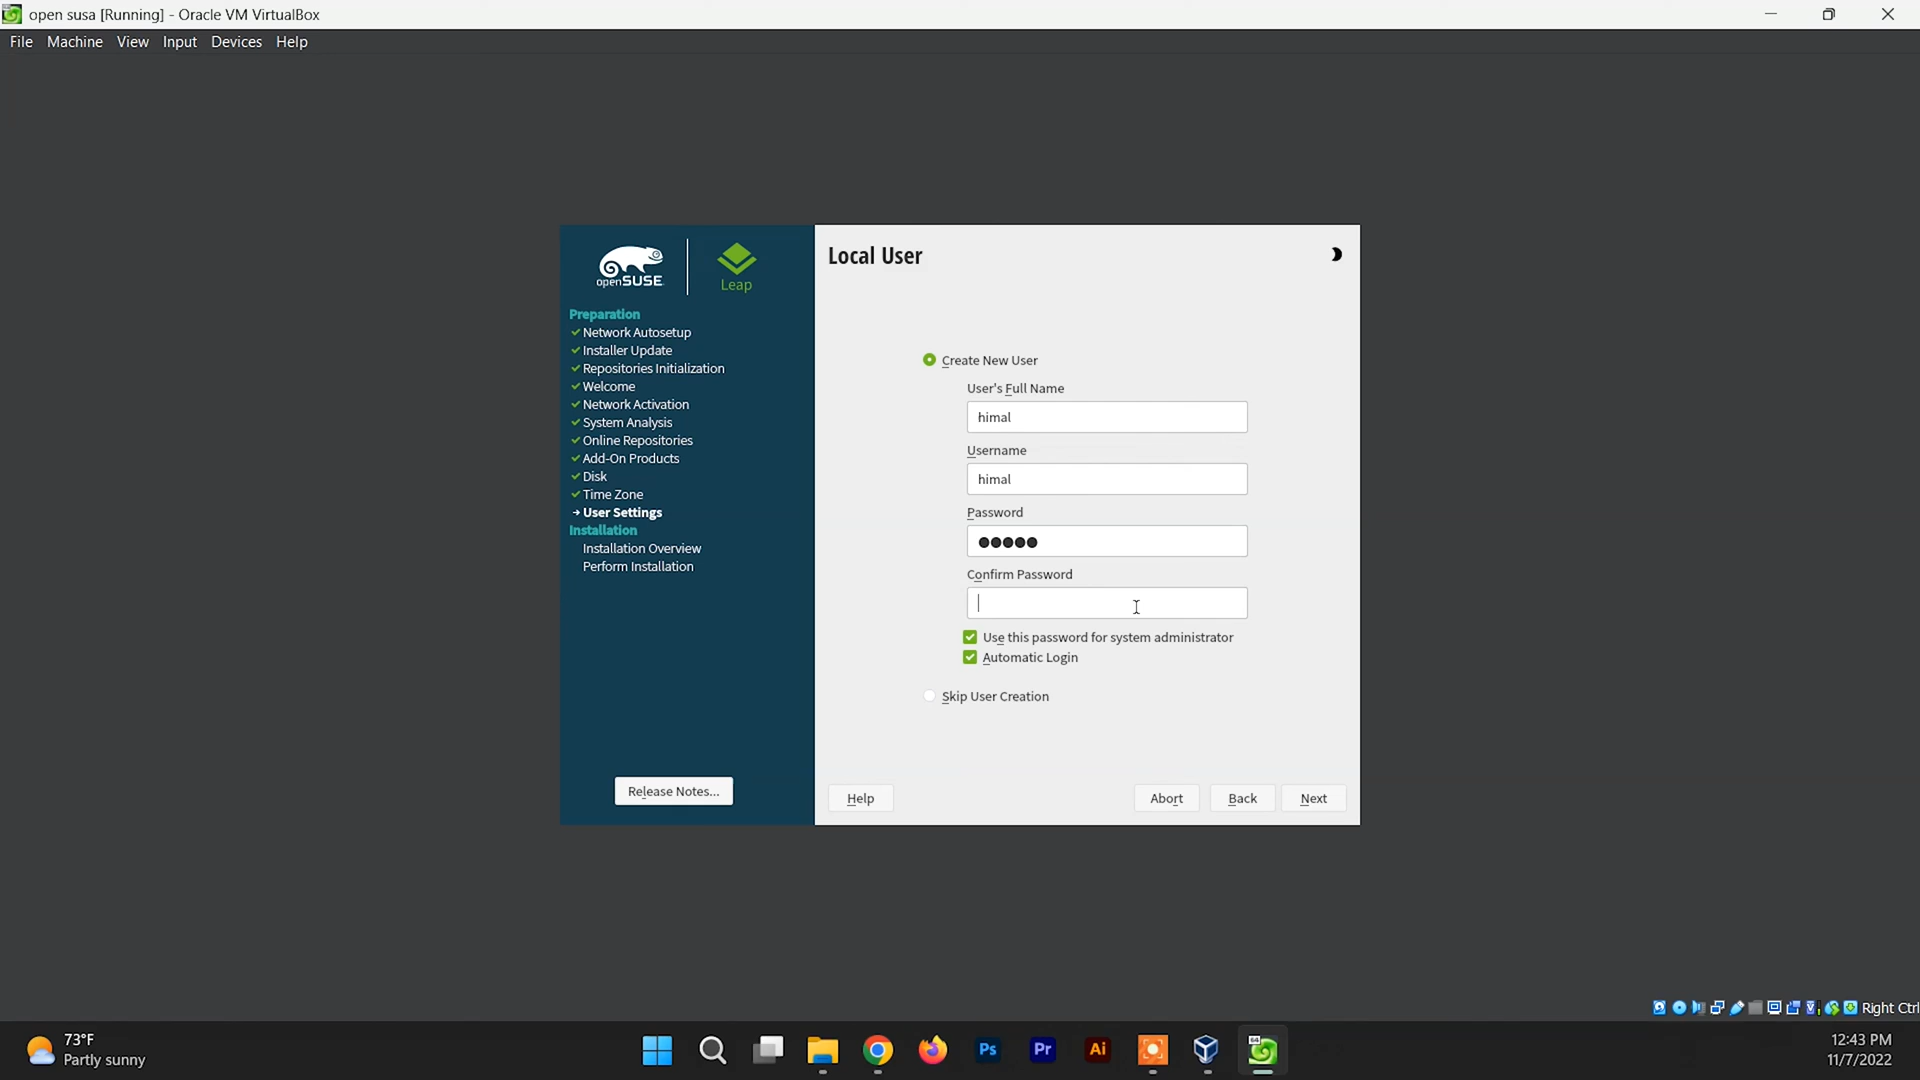 open susa [Running] - Oracle VM VirtualBox
File Machine View Input Devices Help
openSUSE
Leap
Preparation
Network Autosetup
Installer Update
Repositories Initialization
Welcome
Network Activation
System Analysis
Online Repositories
Add-On Products
Disk
Time Zone
User Settings
Installation
Installation Overview
Perform Installation
Release Notes...
Local User
Create New User
User's Full Name
himal
Username
himal
Password
Confirm Password
Use this password for system administrator
Automatic Login
Skip User Creation
Help Abort Back Next
Right Ctrl
73°F
Partly sunny
Ps Pr Ai
64
12:43 PM
11/7/2022